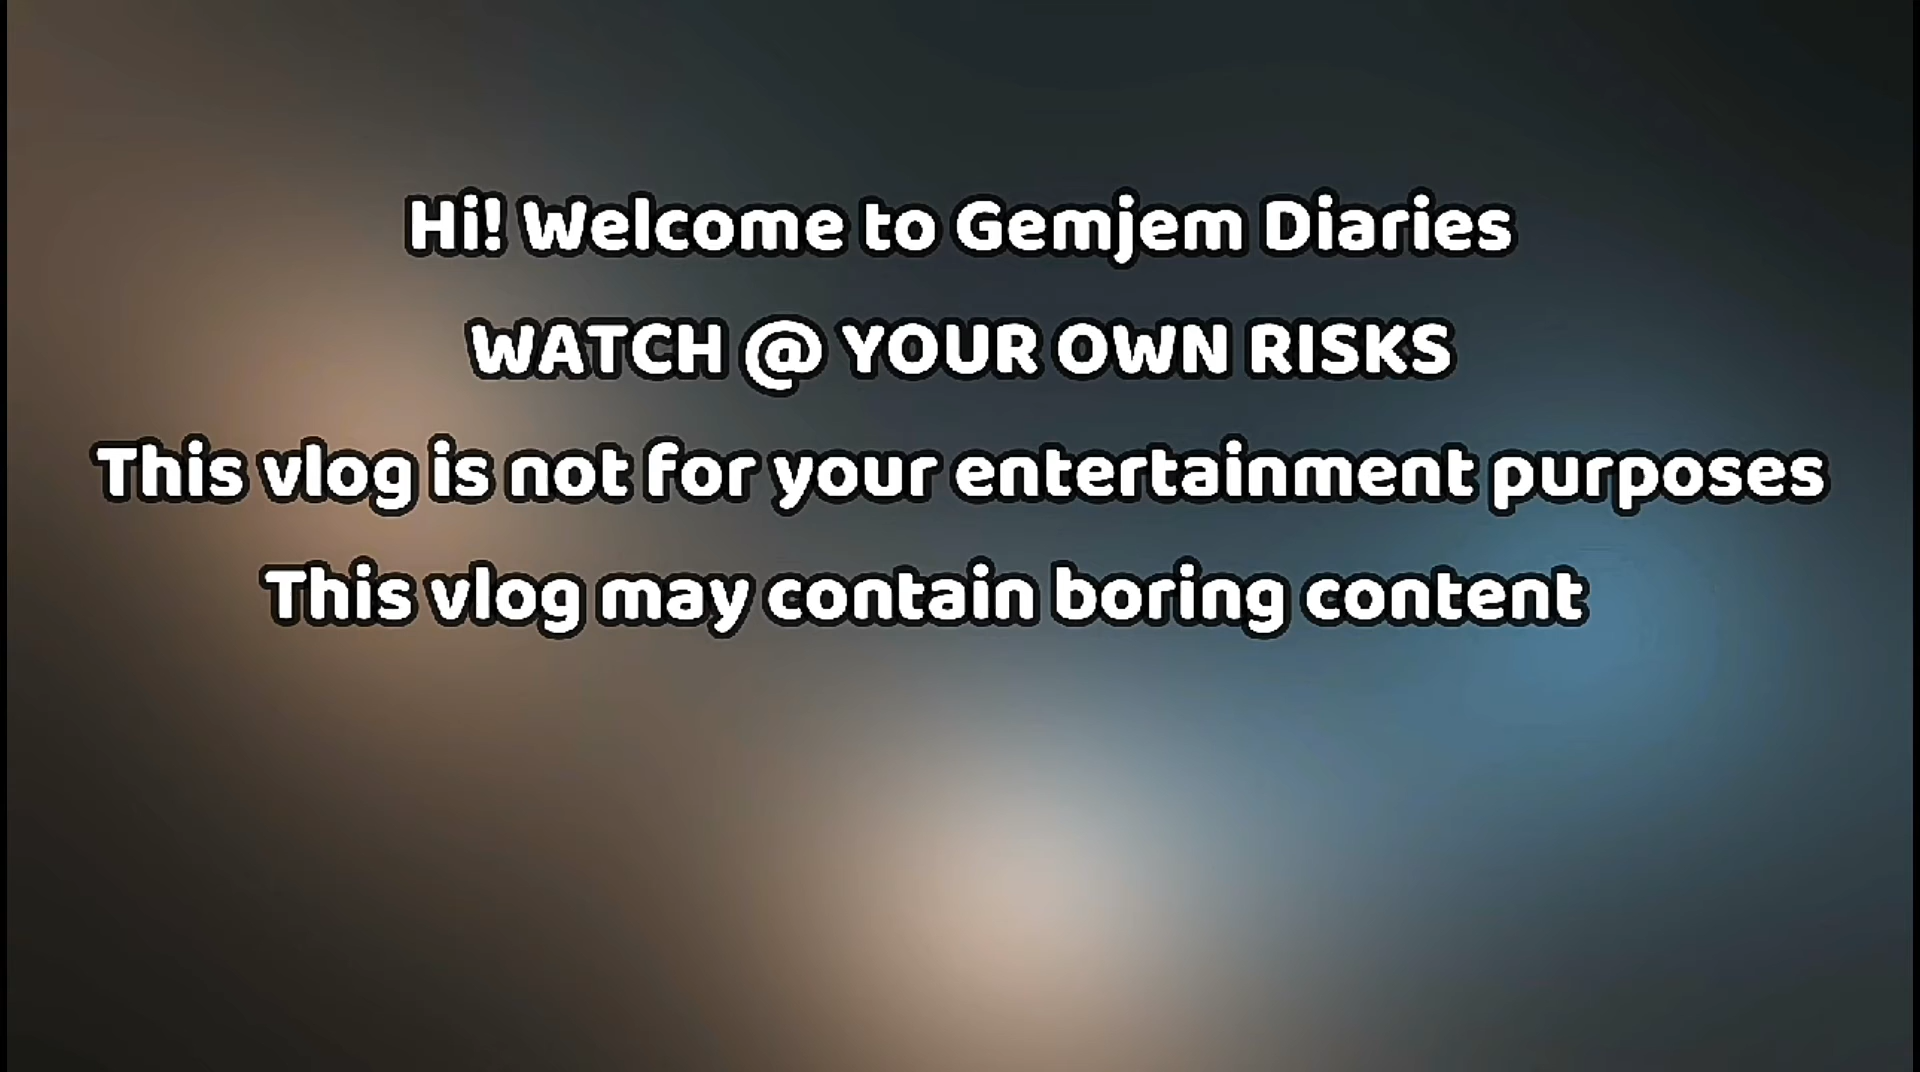 Hi! Welcome to Gemjem Diaries
WATCH @ YOUR OWN RISKS
This vlog is not for your entertainment purposes
This vlog may contain boring content